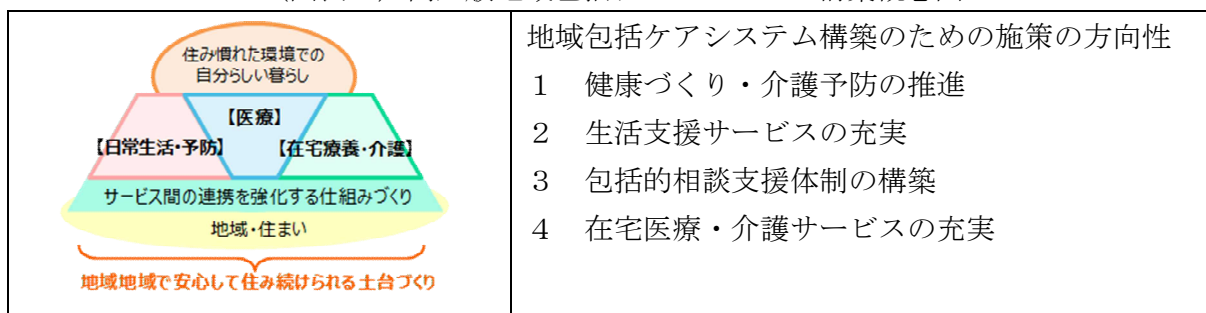 住み慣れた環境での
自分らしい暮らし
【医療】
【日常生活・予防】
【在宅療養・介護】
サービス間の連携を強化する仕組みづくり
地域・住まい
地域地域で安心して住み続けられる土台づくり
地域包括ケアシステム構築のための施策の方向性
１　健康づくり・介護予防の推進
２　生活支援サービスの充実
３　包括的相談支援体制の構築
４　在宅医療・介護サービスの充実